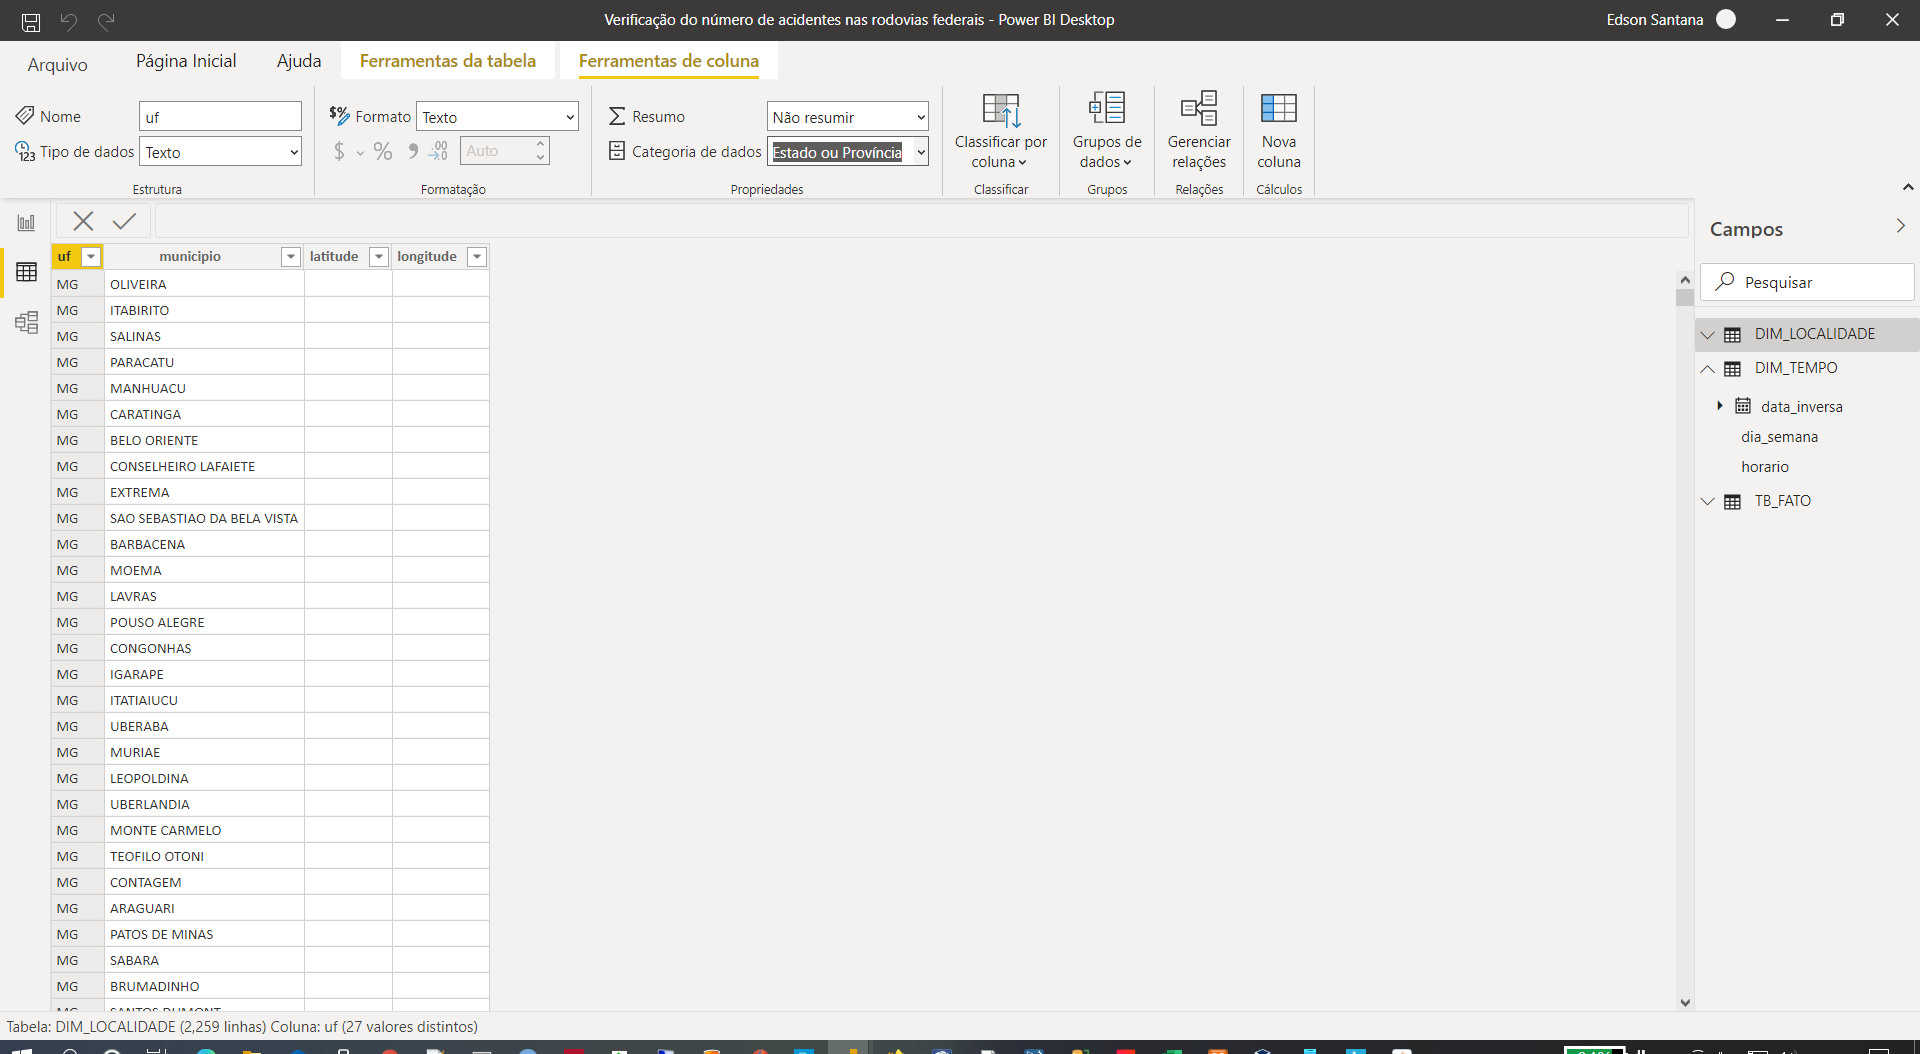 Verificação do número de acidentes nas rodovias federais - Power BI Desktop
Edson Santana
Arquivo
Página Inicial
Ajuda
Ferramentas da tabela
Ferramentas de coluna
Nome
uf
Tipo de dados
Texto
Estrutura
Formato
Texto
$ % 00
Auto
Formatação
Resumo
Não resumir
Categoria de dados
Estado ou Província
Propriedades
Classificar por
coluna
Classificar
Grupos de
dados
Grupos
Gerenciar
relações
Relações
Nova
coluna
Cálculos
uf municipio latitude longitude
MG OLIVEIRA
MG ITABIRITO
MG SALINAS
MG PARACATU
MG MANHUACU
MG CARATINGA
MG BELO ORIENTE
MG CONSELHEIRO LAFAIETE
MG EXTREMA
MG SAO SEBASTIAO DA BELA VISTA
MG BARBACENA
MG MOEMA
MG LAVRAS
MG POUSO ALEGRE
MG CONGONHAS
MG IGARAPE
MG ITATIAIUCU
MG UBERABA
MG MURIAE
MG LEOPOLDINA
MG UBERLANDIA
MG MONTE CARMELO
MG TEOFILO OTONI
MG CONTAGEM
MG ARAGUARI
MG PATOS DE MINAS
MG SABARA
MG BRUMADINHO
MG SANTOS DUMONT
Campos
Pesquisar
DIM_LOCALIDADE
DIM_TEMPO
data_inversa
dia_semana
horario
TB_FATO
Tabela: DIM_LOCALIDADE (2,259 linhas) Coluna: uf (27 valores distintos)